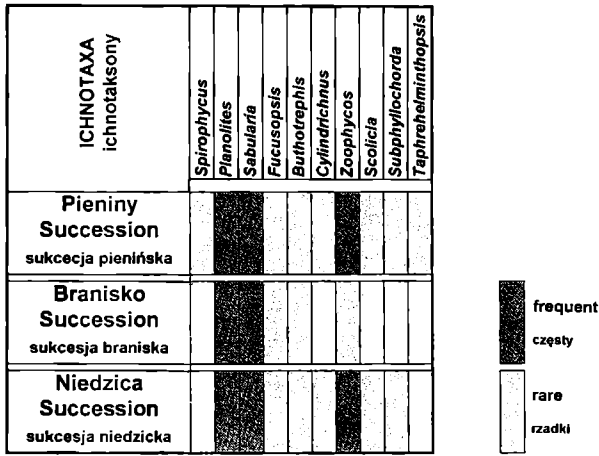 ICHNOTAXA
ichnotaksony
Spirophycus
Planolites
Sabularia
Fucusopsis
Buthotrephis
Cylindrichnus
Zoophycos
Scolicia
Subphyllochorda
Taphrehelminthopsis
Pieniny
Succession
sukcecja pienińska
Branisko
Succession
sukcesja braniska
Niedzica
Succession
sukcesja niedzicka
frequent
częsty
rare
rzadki